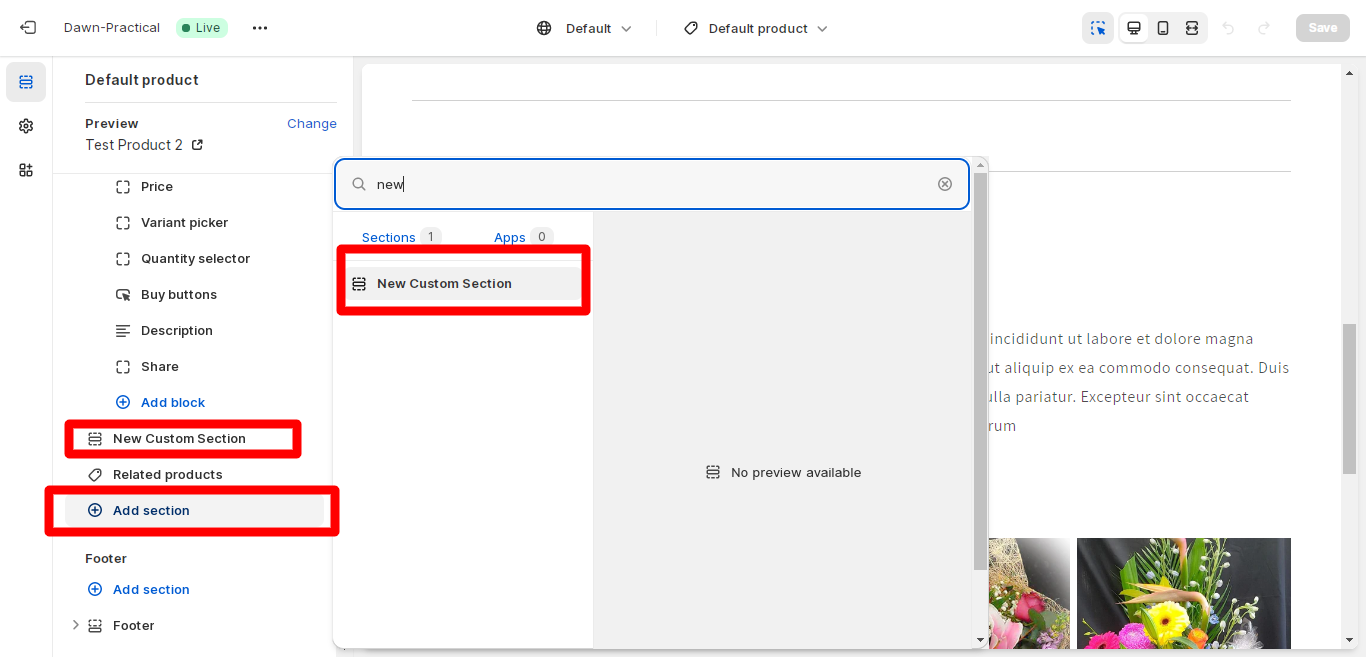 Dawn-Practical Live
Default
Default product
Save
Default product
Preview Change
Test Product 2
Price
Variant picker
Quantity selector
Buy buttons
Description
Share
Add block
New Custom Section
Related products
Add section
Footer
Add section
Footer
new
Sections 1 Apps 0
New Custom Section
No preview available
incididunt ut labore et dolore magna
ut aliquip ex ea commodo consequat. Duis
ulla pariatur. Excepteur sint occaecat
rum